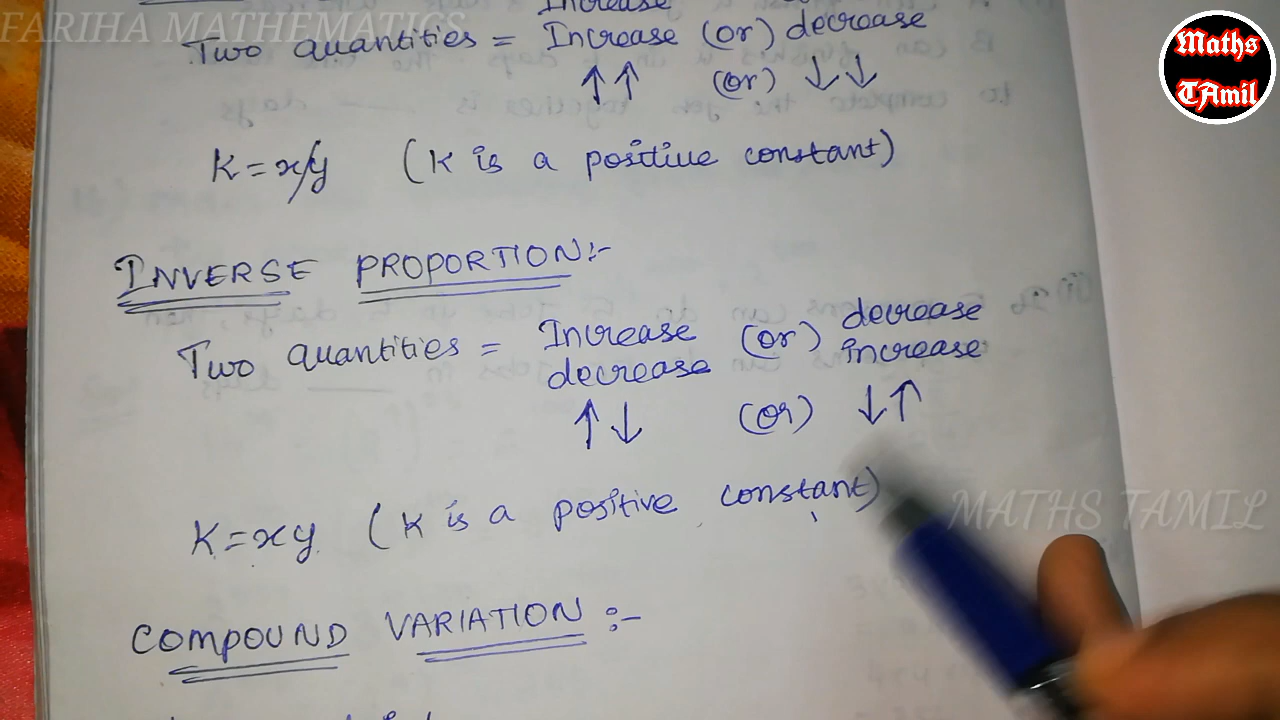 FARIHA MATHEMATICS
Increase
Two quantities = Increase (or) decrease
↑↑ (or) ↓↓
K = x/y (K is a positive constant)
INVERSE PROPORTION:-
Two quantities = Increase (or) decrease
decrease increase
↑↓ (or) ↓↑
K = xy (K is a positive constant)
COMPOUND VARIATION :-
Maths
TAmil
MATHS TAMIL